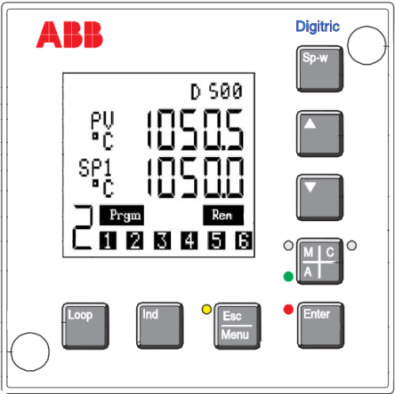 ABB
Digitric
Sp-w
D 500
PV
°C
1050.5
SP1
°C
1050.0
2
Prgm
Rem
1 2 3 4 5 6
M C
A
Loop
Ind
Esc
Menu
Enter